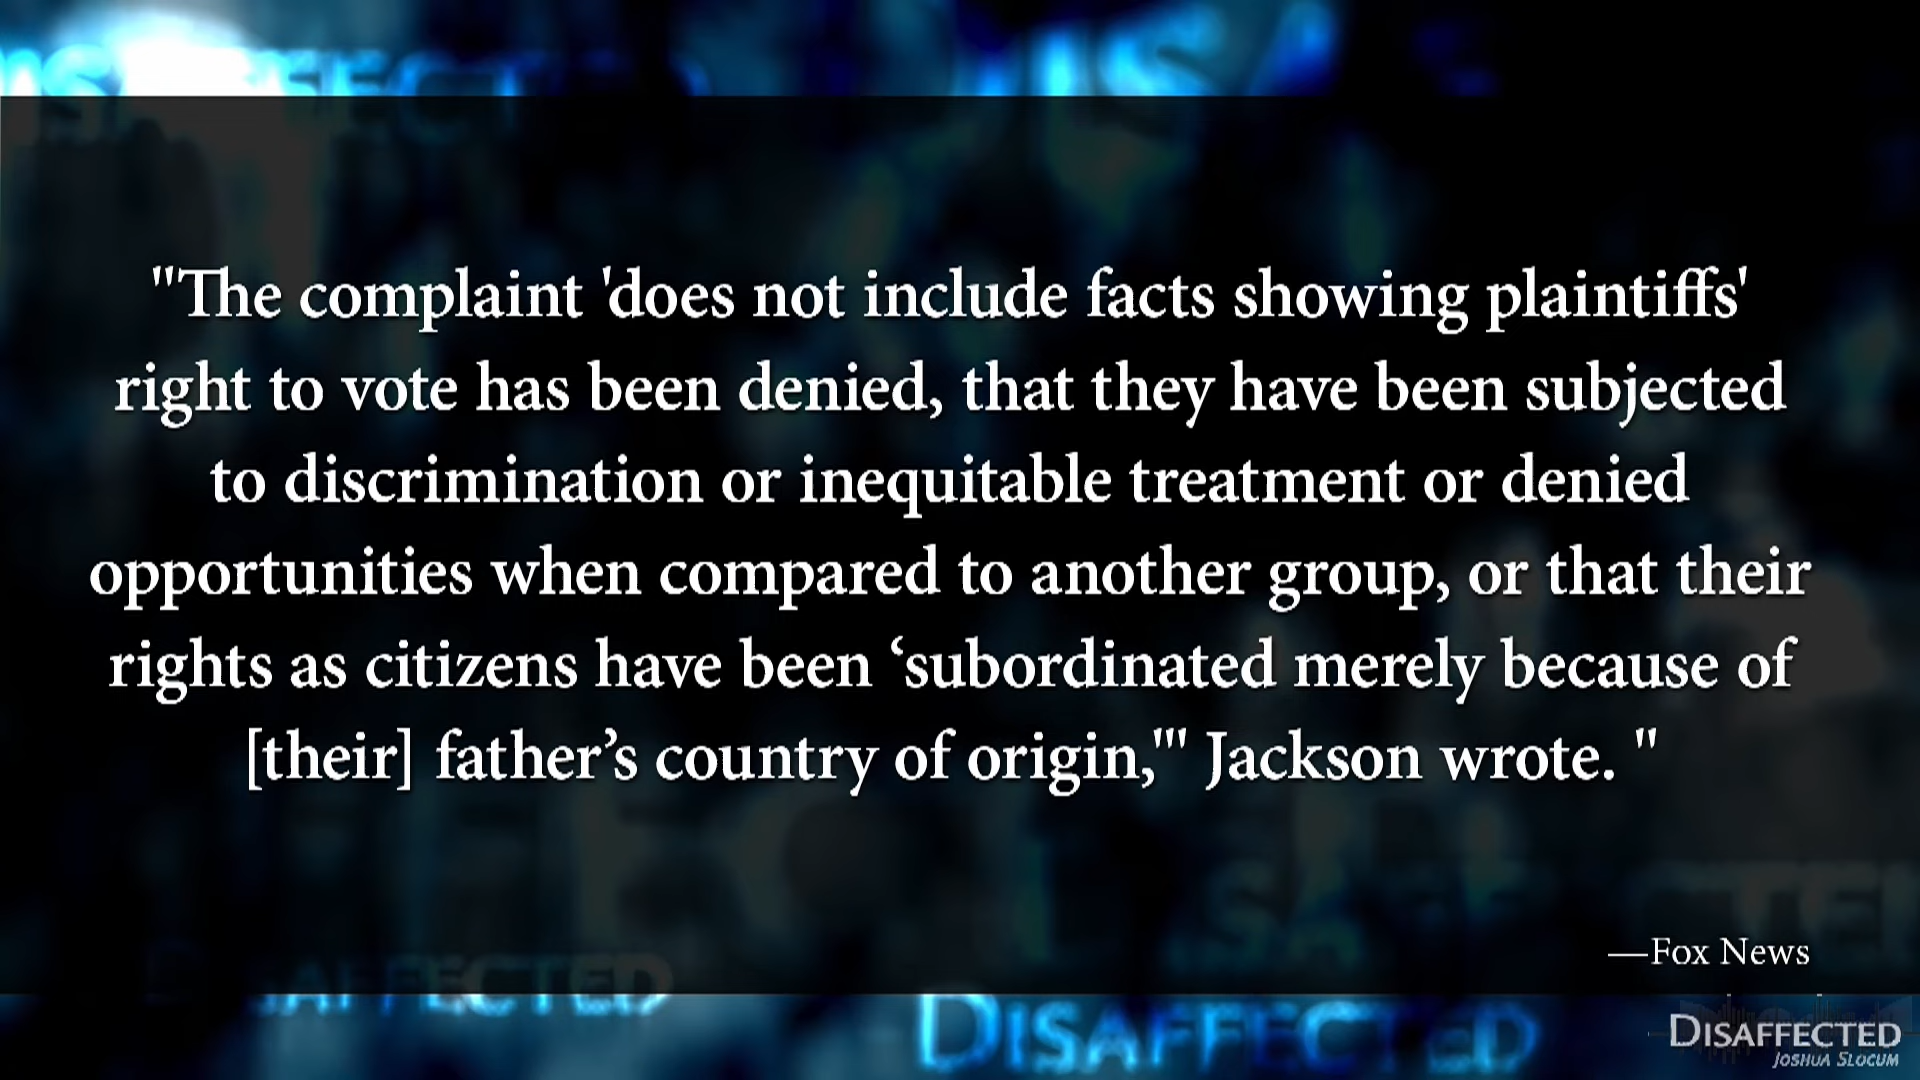 "The complaint 'does not include facts showing plaintiffs'
right to vote has been denied, that they have been subjected
to discrimination or inequitable treatment or denied
opportunities when compared to another group, or that their
rights as citizens have been ‘subordinated merely because of
[their] father’s country of origin,'" Jackson wrote. "
—Fox News
DISAFFECTED
DISAFFECTED
JOSHUA SLOCUM